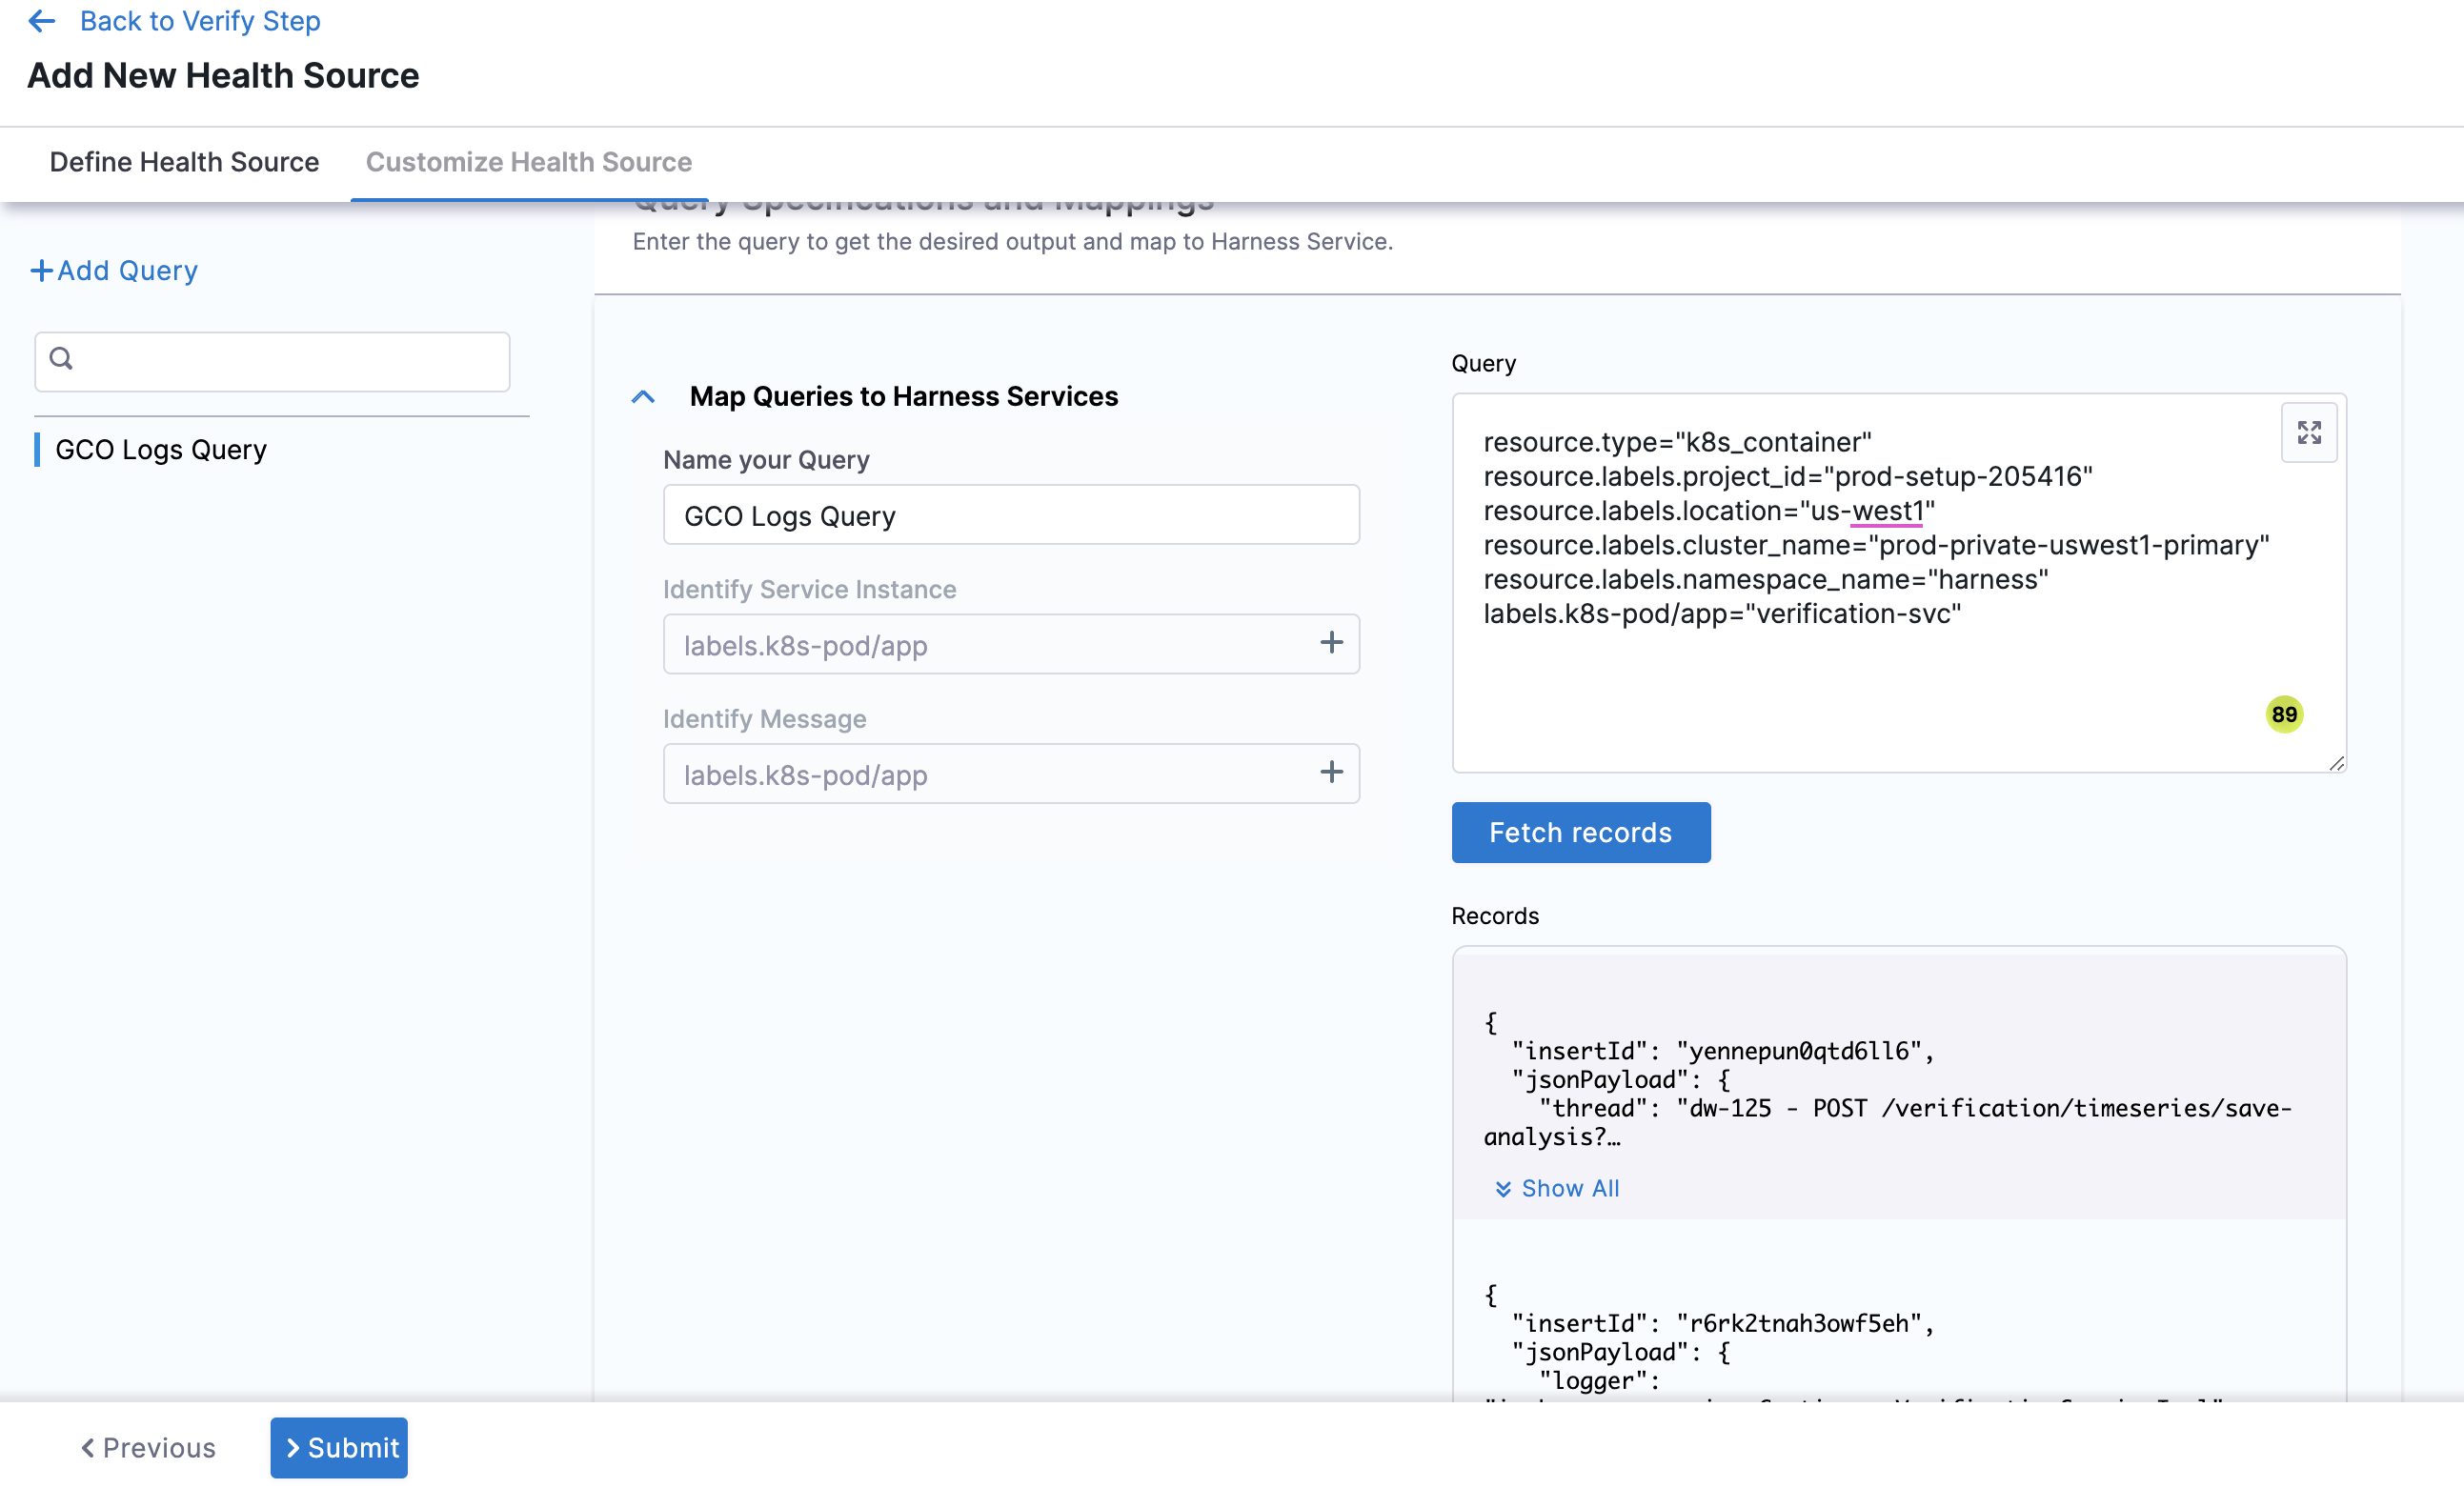 Back to Verify Step
Add New Health Source
Define Health Source
Customize Health Source
Query Specifications and Mappings
Enter the query to get the desired output and map to Harness Service.
Add Query
GCO Logs Query
Map Queries to Harness Services
Name your Query
GCO Logs Query
Identify Service Instance
labels.k8s-pod/app
Identify Message
labels.k8s-pod/app
Query
resource.type="k8s_container"
resource.labels.project_id="prod-setup-205416"
resource.labels.location="us-west1"
resource.labels.cluster_name="prod-private-uswest1-primary"
resource.labels.namespace_name="harness"
labels.k8s-pod/app="verification-svc"
89
Fetch records
Records
{
"insertId": "yennepun0qtd6ll6",
"jsonPayload": {
"thread": "dw-125 - POST /verification/timeseries/save-
analysis?…
Show All
{
"insertId": "r6rk2tnah3owf5eh",
"jsonPayload": {
"logger":
Previous
Submit